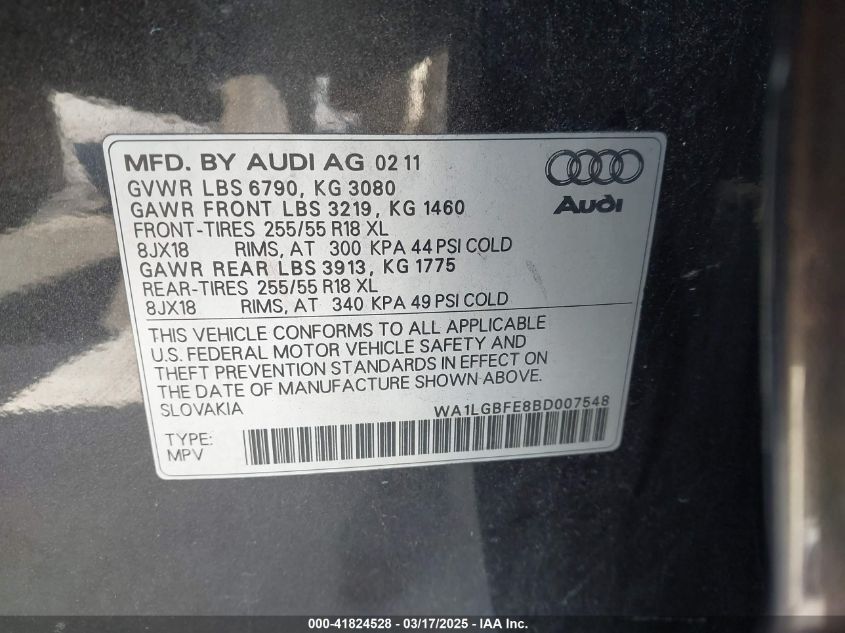 MFD. BY AUDI AG 02 11
GVWR LBS 6790, KG 3080
GAWR FRONT LBS 3219, KG 1460
FRONT-TIRES 255/55 R18 XL
8JX18 RIMS, AT 300 KPA 44 PSI COLD
GAWR REAR LBS 3913, KG 1775
REAR-TIRES 255/55 R18 XL
8JX18 RIMS, AT 340 KPA 49 PSI COLD
Audi
THIS VEHICLE CONFORMS TO ALL APPLICABLE
U.S. FEDERAL MOTOR VEHICLE SAFETY AND
THEFT PREVENTION STANDARDS IN EFFECT ON
THE DATE OF MANUFACTURE SHOWN ABOVE.
SLOVAKIA WA1LGBFE8BD007548
TYPE:
MPV
000-41824528 - 03/17/2025 - IAA Inc.